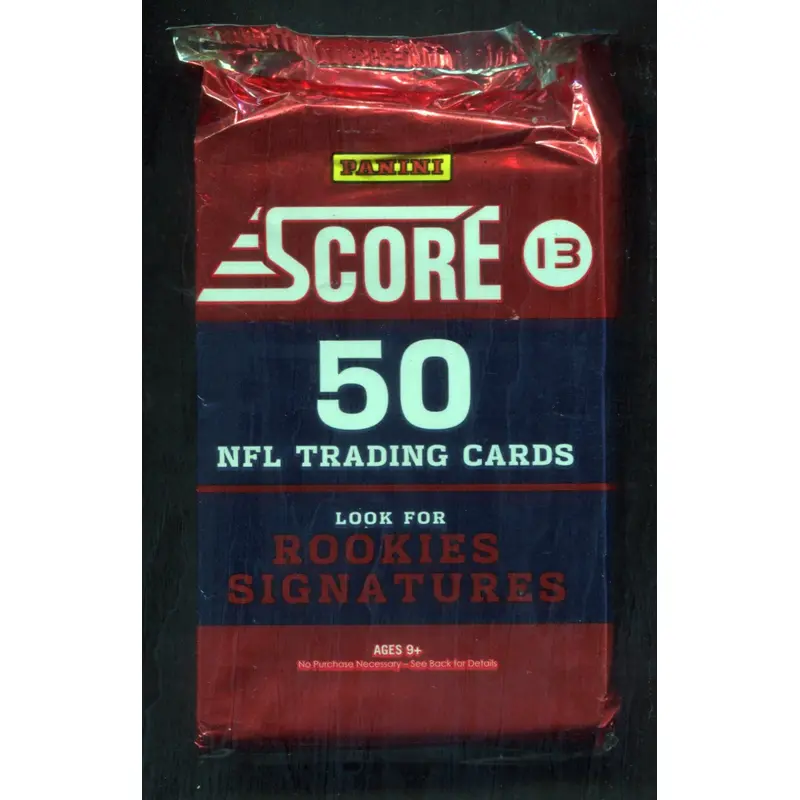 PANINI
SCORE 13
50
NFL TRADING CARDS
LOOK FOR
ROOKIES
SIGNATURES
AGES 9+
No Purchase Necessary—See Back for Details